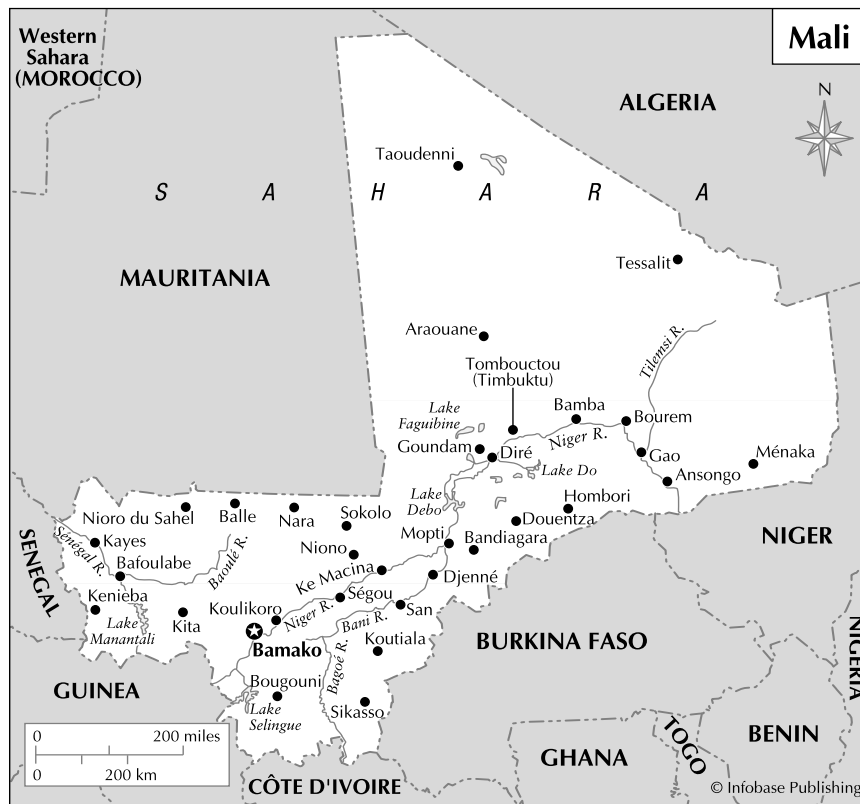 Western
Sahara
(MOROCCO)
Mali
ALGERIA
N
Taoudenni
S A H A R A
MAURITANIA
Tessalit
Araouane
Tilemsi R.
Tombouctou
(Timbuktu)
Lake
Faguibine
Bamba
Bourem
Niger R.
Goundam
Diré
Gao
Ménaka
Lake Do
Ansongo
Lake
Debo
Hombori
Nioro du Sahel
Balle
Nara
Sokolo
Douentza
SENEGAL
Sénégal R.
Kayes
Mopti
Bandiagara
NIGER
Niono
Baoulé R.
Bafoulabe
Ke Macina
Djenné
Kenieba
Ségou
Koulikoro
Niger R.
San
Lake
Manantali
Kita
Bani R.
Bamako
Koutiala
BURKINA FASO
NIGERIA
Bagoé R.
GUINEA
Bougouni
Lake
Selingue
Sikasso
0 200 miles
0 200 km
GHANA
TOGO
BENIN
CÔTE D'IVOIRE
© Infobase Publishing